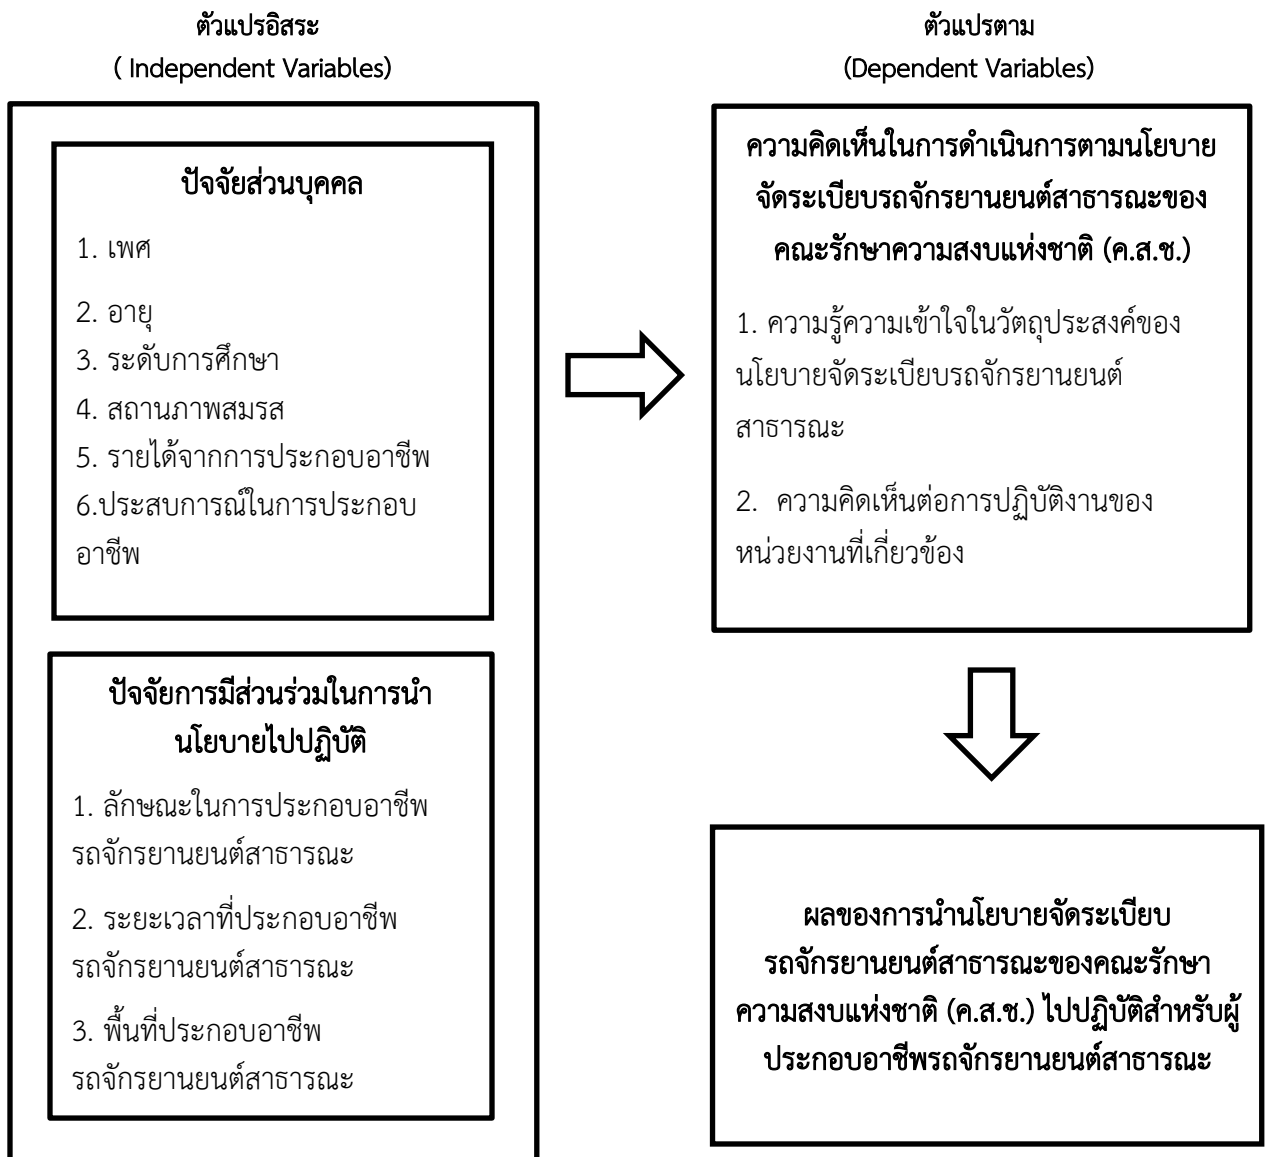 ตัวแปรอิสระ
( Independent Variables)
ปัจจัยส่วนบุคคล
1. เพศ
2. อายุ
3. ระดับการศึกษา
4. สถานภาพสมรส
5. รายได้จากการประกอบอาชีพ
6.ประสบการณ์ในการประกอบ
อาชีพ
ปัจจัยการมีส่วนร่วมในการนำ
นโยบายไปปฏิบัติ
1. ลักษณะในการประกอบอาชีพ
รถจักรยานยนต์สาธารณะ
2. ระยะเวลาที่ประกอบอาชีพ
รถจักรยานยนต์สาธารณะ
3. พื้นที่ประกอบอาชีพ
รถจักรยานยนต์สาธารณะ
ตัวแปรตาม
(Dependent Variables)
ความคิดเห็นในการดำเนินการตามนโยบาย
จัดระเบียบรถจักรยานยนต์สาธารณะของ
คณะรักษาความสงบแห่งชาติ (ค.ส.ช.)
1. ความรู้ความเข้าใจในวัตถุประสงค์ของ
นโยบายจัดระเบียบรถจักรยานยนต์
สาธารณะ
2. ความคิดเห็นต่อการปฏิบัติงานของ
หน่วยงานที่เกี่ยวข้อง
ผลของการนำนโยบายจัดระเบียบ
รถจักรยานยนต์สาธารณะของคณะรักษา
ความสงบแห่งชาติ (ค.ส.ช.) ไปปฏิบัติสำหรับผู้
ประกอบอาชีพรถจักรยานยนต์สาธารณะ